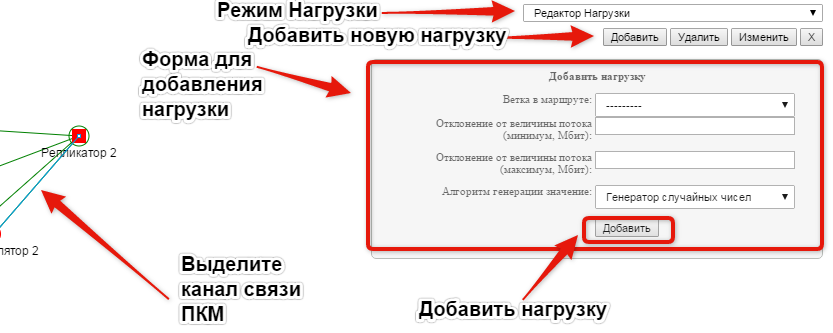 Режим Нагрузки
Редактор Нагрузки
Добавить новую нагрузку
Добавить
Удалить
Изменить
X
Форма для
добавления
нагрузки
Добавить нагрузку
Ветка в маршруте:
---------
Отклонение от величины потока
(минимум, Мбит):
Отклонение от величины потока
(максимум, Мбит):
Алгоритм генерации значение:
Генератор случайных чисел
Добавить
Репликатор 2
лятор 2
Выделите
канал связи
ПКМ
Добавить нагрузку